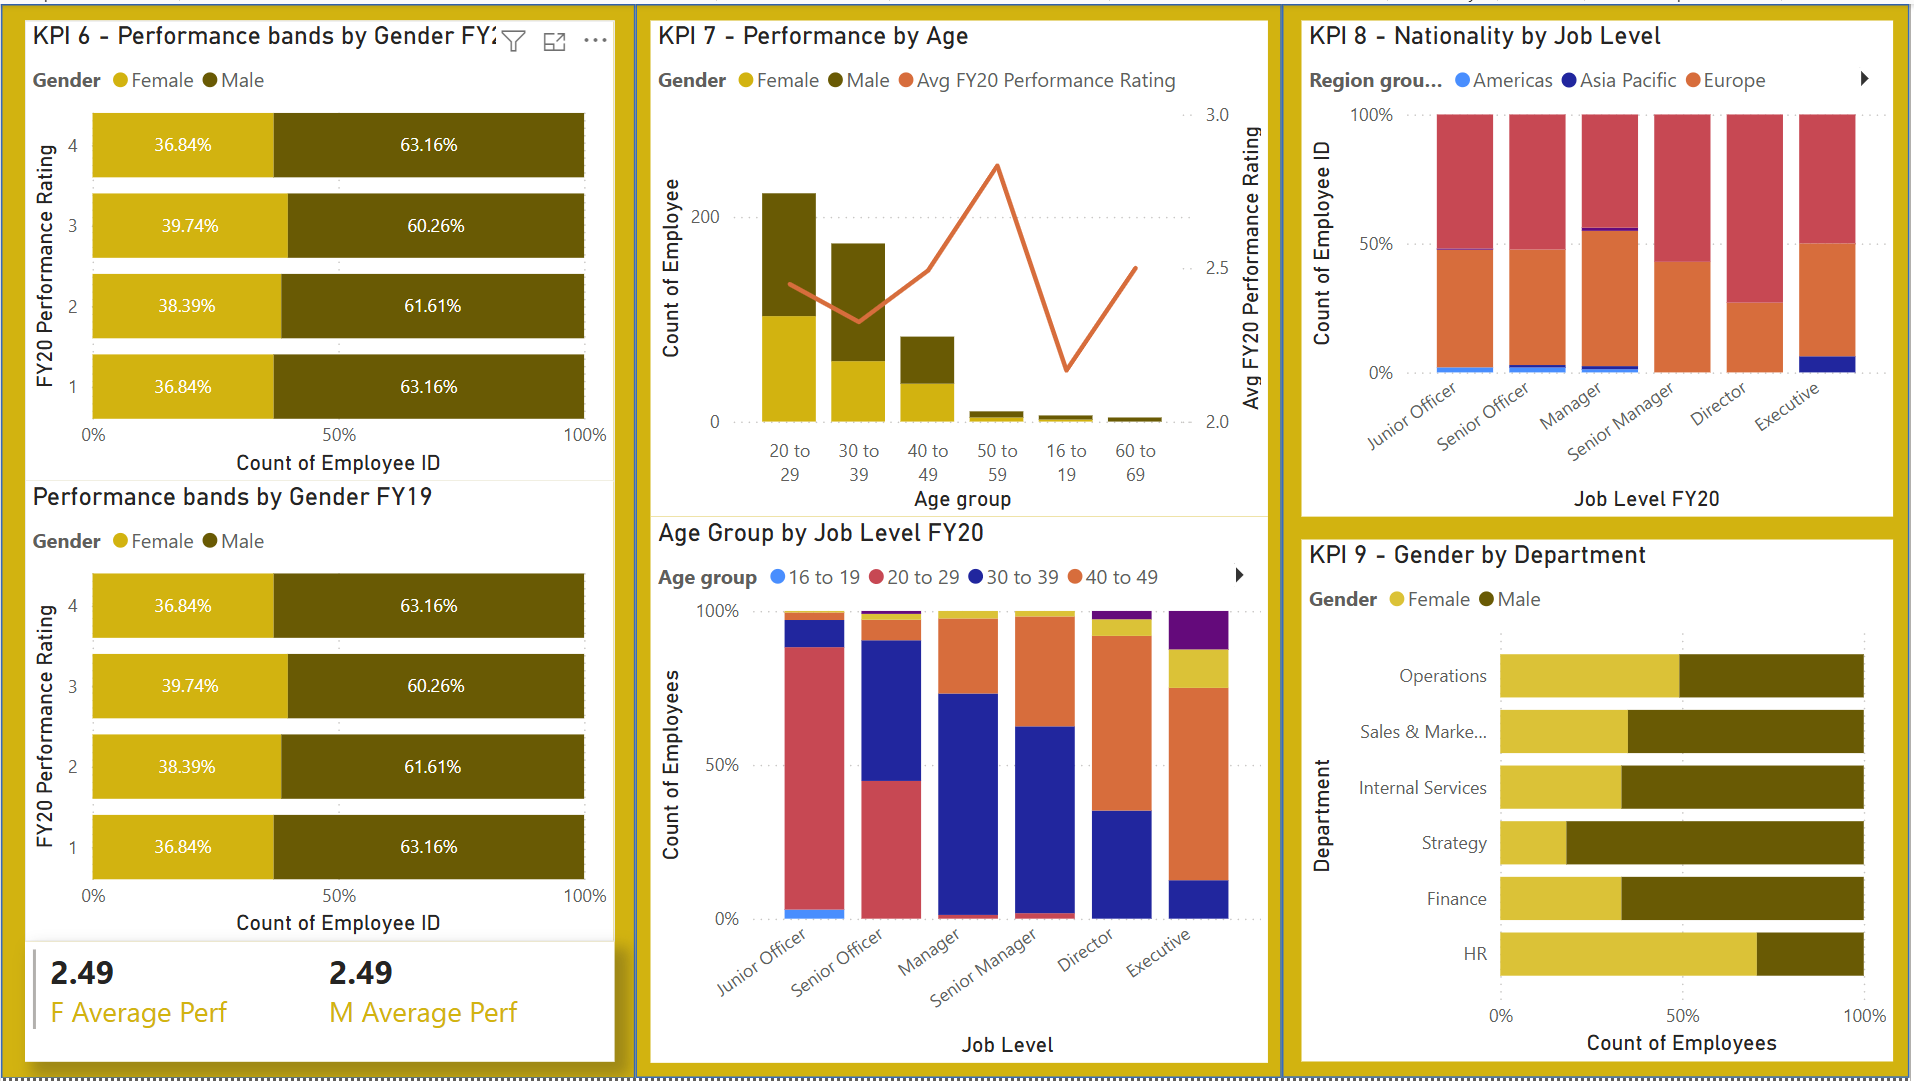 KPI 6 - Performance bands by Gender FY2
Gender Female Male
FY20 Performance Rating
4 36.84% 63.16%
3 39.74% 60.26%
2 38.39% 61.61%
1 36.84% 63.16%
0% 50% 100%
Count of Employee ID
Performance bands by Gender FY19
Gender Female Male
FY20 Performance Rating
4 36.84% 63.16%
3 39.74% 60.26%
2 38.39% 61.61%
1 36.84% 63.16%
0% 50% 100%
Count of Employee ID
2.49 2.49
F Average Perf M Average Perf
KPI 7 - Performance by Age
Gender Female Male Avg FY20 Performance Rating
Count of Employee
200
0
3.0
2.5
2.0
Avg FY20 Performance Rating
20 to 30 to 40 to 50 to 16 to 60 to
29 39 49 59 19 69
Age group
Age Group by Job Level FY20
Age group 16 to 19 20 to 29 30 to 39 40 to 49
Count of Employees
100%
50%
0%
Junior Officer Senior Officer Manager Senior Manager Director Executive
Job Level
KPI 8 - Nationality by Job Level
Region grou... Americas Asia Pacific Europe
Count of Employee ID
100%
50%
0%
Junior Officer Senior Officer Manager Senior Manager Director Executive
Job Level FY20
KPI 9 - Gender by Department
Gender Female Male
Department
Operations
Sales & Marke...
Internal Services
Strategy
Finance
HR
0% 50% 100%
Count of Employees